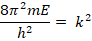 8π²mE/h² = k²